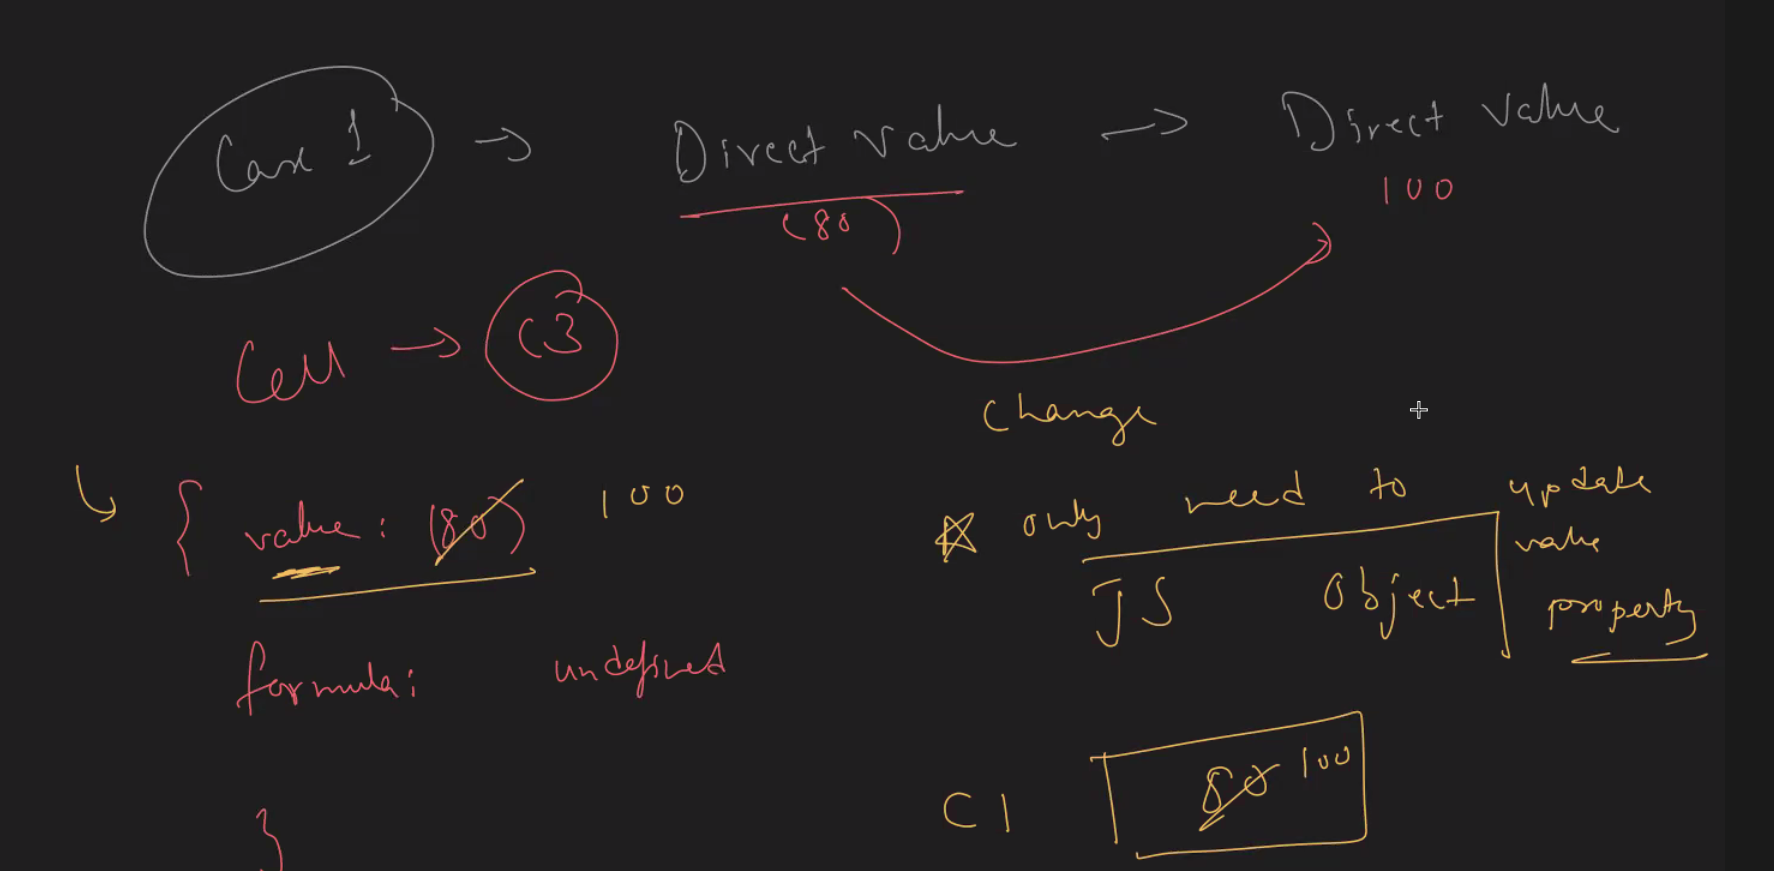 Case 1 → Direct value → Direct value
(80) 100
Cell → C3
Change
{ value: (80) 100
☆ only need to update
value
JS Object property
formula: undefined
}
C1 80 100